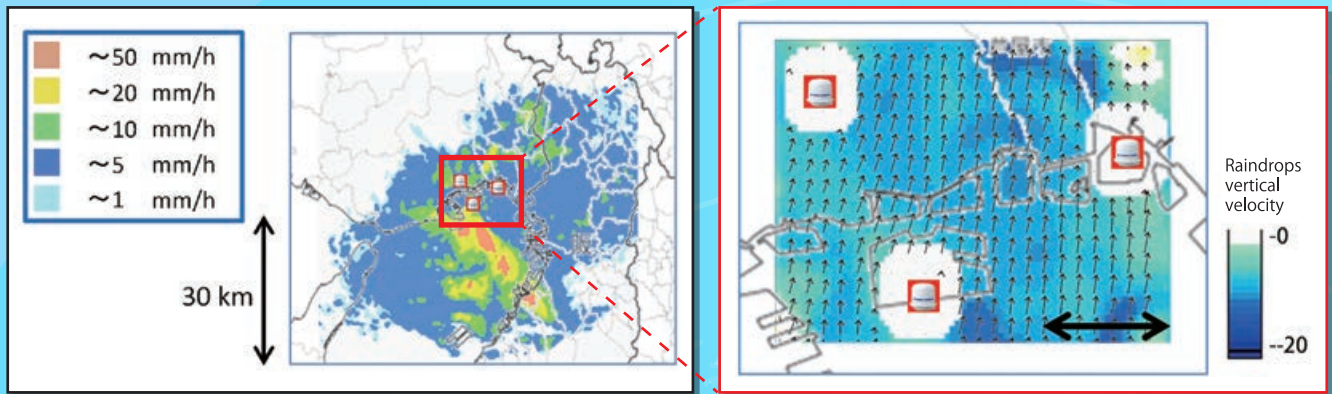 ~50 mm/h
~20 mm/h
~10 mm/h
~5 mm/h
~1 mm/h
30 km
Raindrops
vertical
velocity
-0
--20